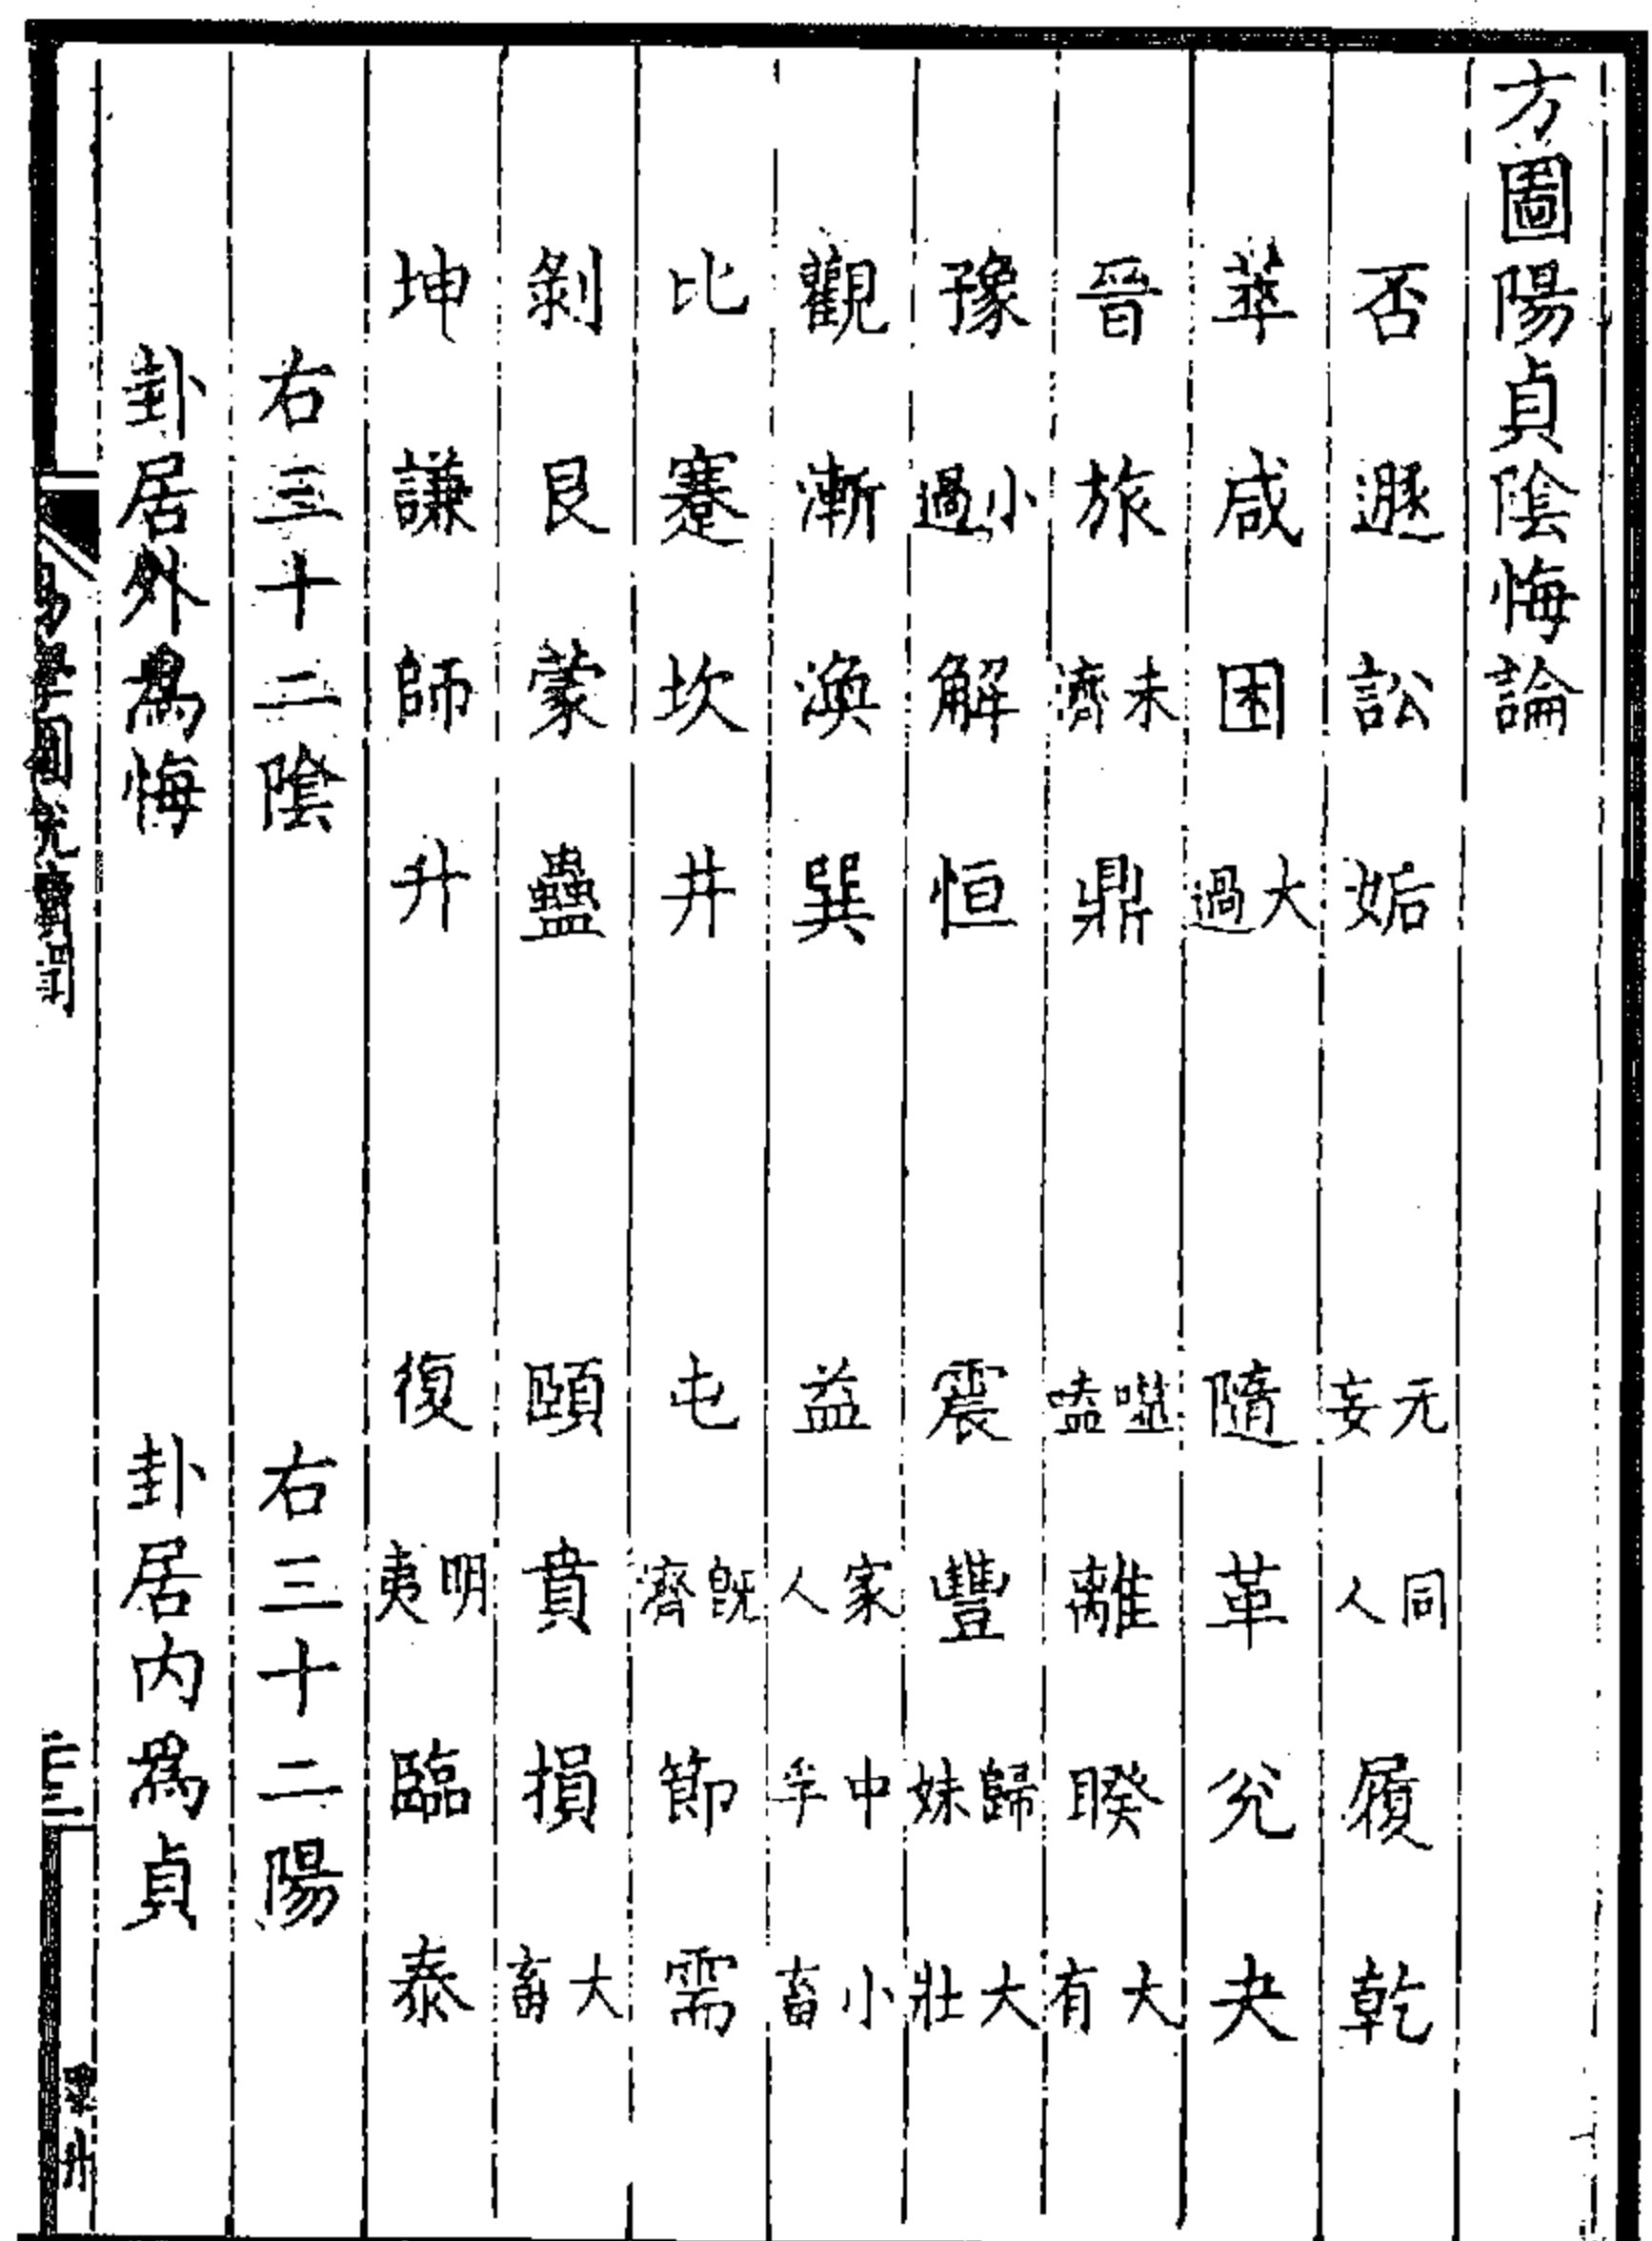 方圖陽貞陰悔論
否 遯 訟 姤 无妄 同人 履 乾
萃 咸 困 大過 隨 革 兌 夬
晉 旅 未濟 鼎 噬嗑 離 睽 大有
豫 小過 解 恒 震 豐 歸妹 大壯
觀 漸 渙 巽 益 家人 中孚 小畜
比 蹇 坎 井 屯 既濟 節 需
剝 艮 蒙 蠱 頤 賁 損 大畜
坤 謙 師 升 復 明夷 臨 泰
右三十二陰 右三十二陽
卦居外為悔 卦居内為貞